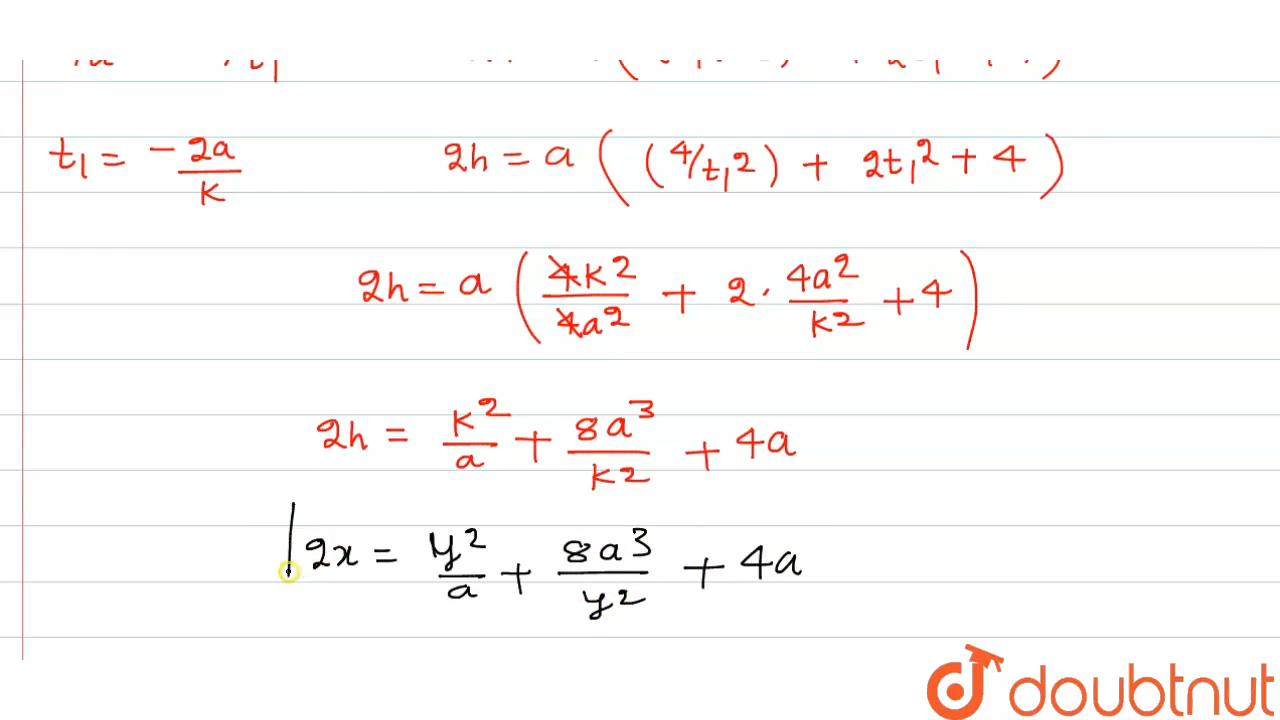 t₁ = -2a/k    2h = a ( (4/t₁2) + 2t₁2 + 4 )
2h = a ( 4k2/4a2 + 2 · 4a2/k2 + 4 )
2h = k2/a + 8a3/k2 + 4a
2x = y2/a + 8a3/y2 + 4a
doubtnut